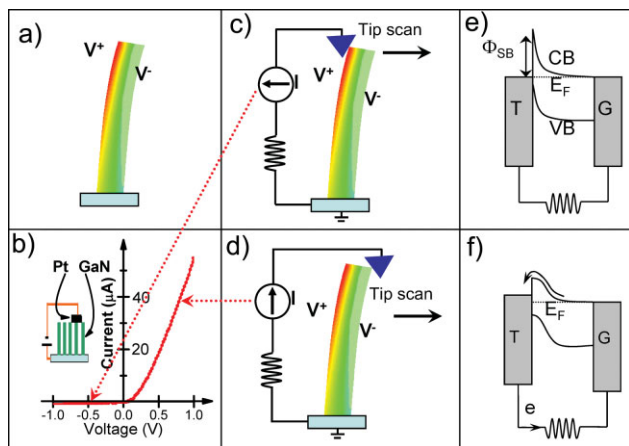 a)
V⁺
V⁻
b)
Pt GaN
Current (µA)
40
20
0
-1.0 -0.5 0.0 0.5 1.0
Voltage (V)
c)
Tip scan
V⁺
V⁻
I
d)
Tip scan
V⁺
V⁻
I
e)
Φ_SB
CB
E_F
VB
T
G
f)
E_F
T
G
e